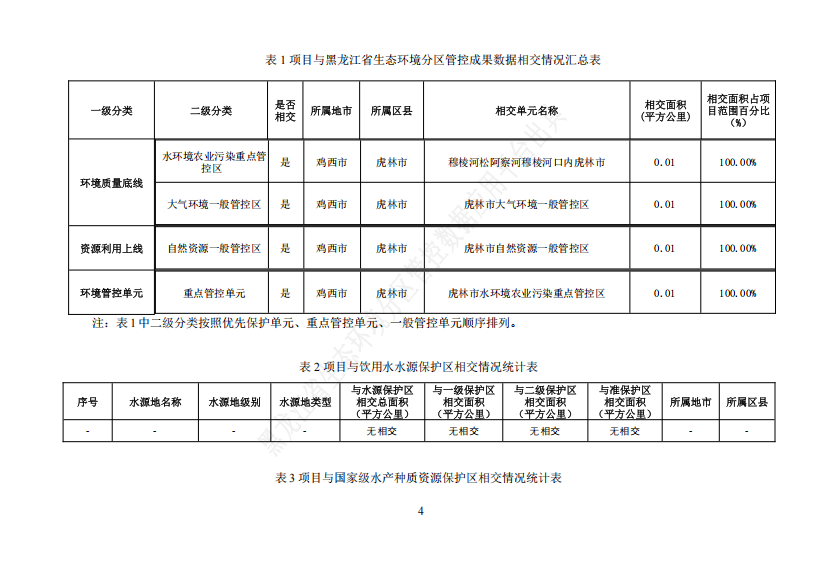 表 1 项目与黑龙江省生态环境分区管控成果数据相交情况汇总表
一级分类 二级分类 是否相交 所属地市 所属区县 相交单元名称 相交面积(平方公里) 相交面积占项目范围百分比(%)
环境质量底线 水环境农业污染重点管控区 是 鸡西市 虎林市 穆棱河松阿察河穆棱河口内虎林市 0.01 100.00%
大气环境一般管控区 是 鸡西市 虎林市 虎林市大气环境一般管控区 0.01 100.00%
资源利用上线 自然资源一般管控区 是 鸡西市 虎林市 虎林市自然资源一般管控区 0.01 100.00%
环境管控单元 重点管控单元 是 鸡西市 虎林市 虎林市水环境农业污染重点管控区 0.01 100.00%
注：表 1 中二级分类按照优先保护单元、重点管控单元、一般管控单元顺序排列。
表 2 项目与饮用水水源保护区相交情况统计表
序号 水源地名称 水源地级别 水源地类型 与水源保护区相交总面积（平方公里） 与一级保护区相交面积（平方公里） 与二级保护区相交面积（平方公里） 与准保护区相交面积（平方公里） 所属地市 所属区县
- - - - 无相交 无相交 无相交 无相交 - -
表 3 项目与国家级水产种质资源保护区相交情况统计表
4
黑龙江省生态环境分区管控数据应用平台出具